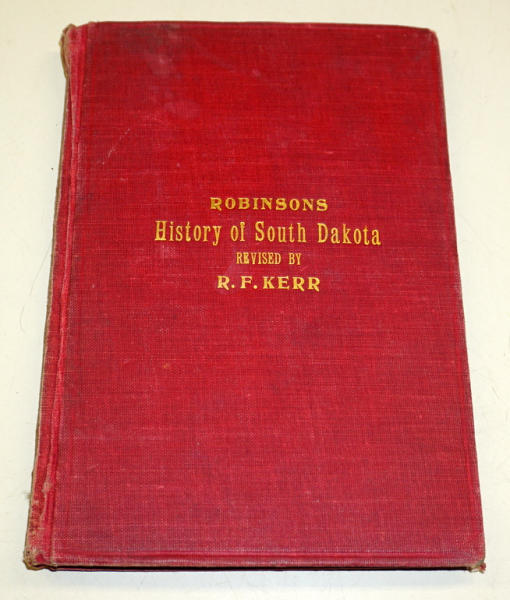 ROBINSONS
History of South Dakota
REVISED BY
R. F. KERR